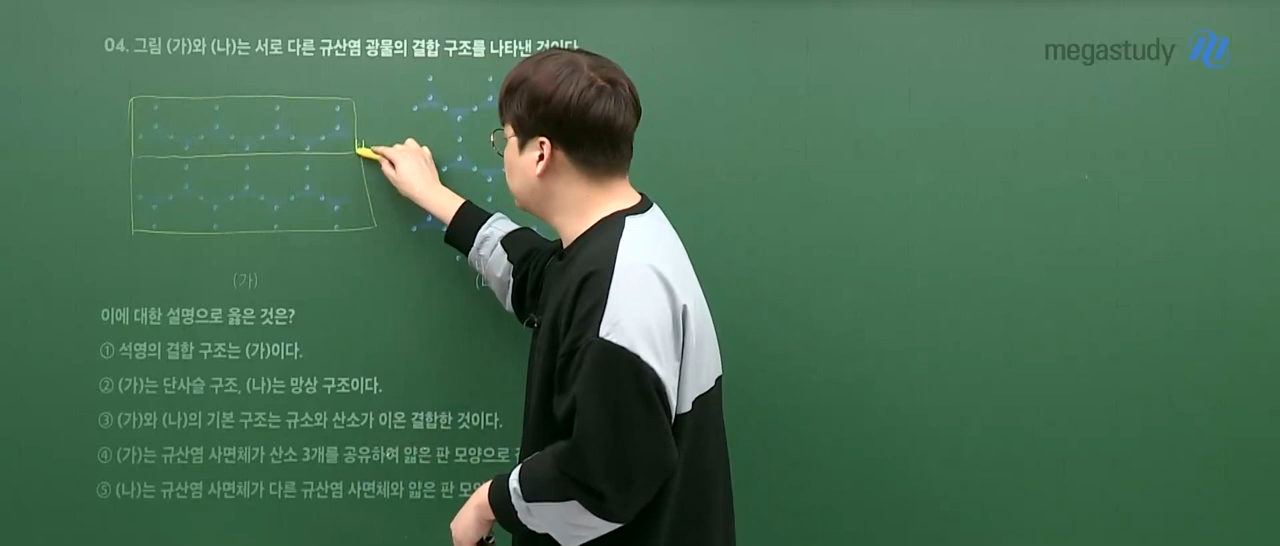 megastudy
04. 그림 (가)와 (나)는 서로 다른 규산염 광물의 결합 구조를 나타낸 것이다.
(가)
이에 대한 설명으로 옳은 것은?
① 석영의 결합 구조는 (가)이다.
② (가)는 단사슬 구조, (나)는 망상 구조이다.
③ (가)와 (나)의 기본 구조는 규소와 산소가 이온 결합한 것이다.
④ (가)는 규산염 사면체가 산소 3개를 공유하여 얇은 판 모양으로
⑤ (나)는 규산염 사면체가 다른 규산염 사면체와 얇은 판